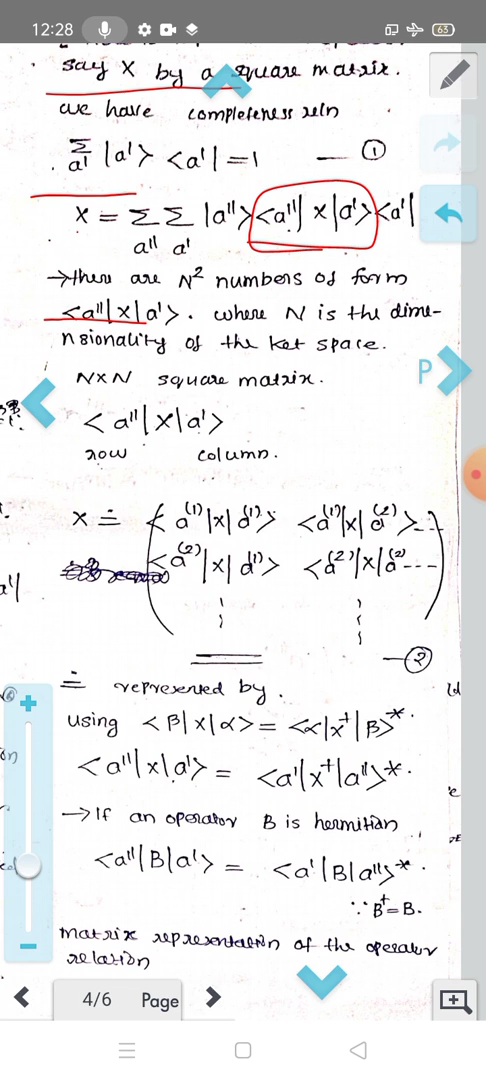 12:28
63
say X by a square matrix.
we have completeness reln
Σ |a'> <a'| = 1 — ①
a'
X = Σ Σ |a"> <a"| X |a'> <a'|
a" a'
→ there are N² numbers of form
<a"|X|a'>. where N is the dime-
nsionality of the ket space.
N×N square matrix.
P
<a"|X|a'>
row column.
X ≐ ( <a⁽¹⁾|X|a⁽¹⁾> <a⁽¹⁾|X|a⁽²⁾> ---
<a⁽²⁾|X|a⁽¹⁾> <a⁽²⁾|X|a⁽²⁾ --- )
— ②
≐ represented by.
using <β|X|α> = <α|X⁺|β>*.
<a"|X|a'> = <a'|X⁺|a">*.
→ If an operator B is hermitian
<a"|B|a'> = <a'|B|a">*.
∵ B⁺ = B.
matrix representation of the operator
relation
4/6 Page